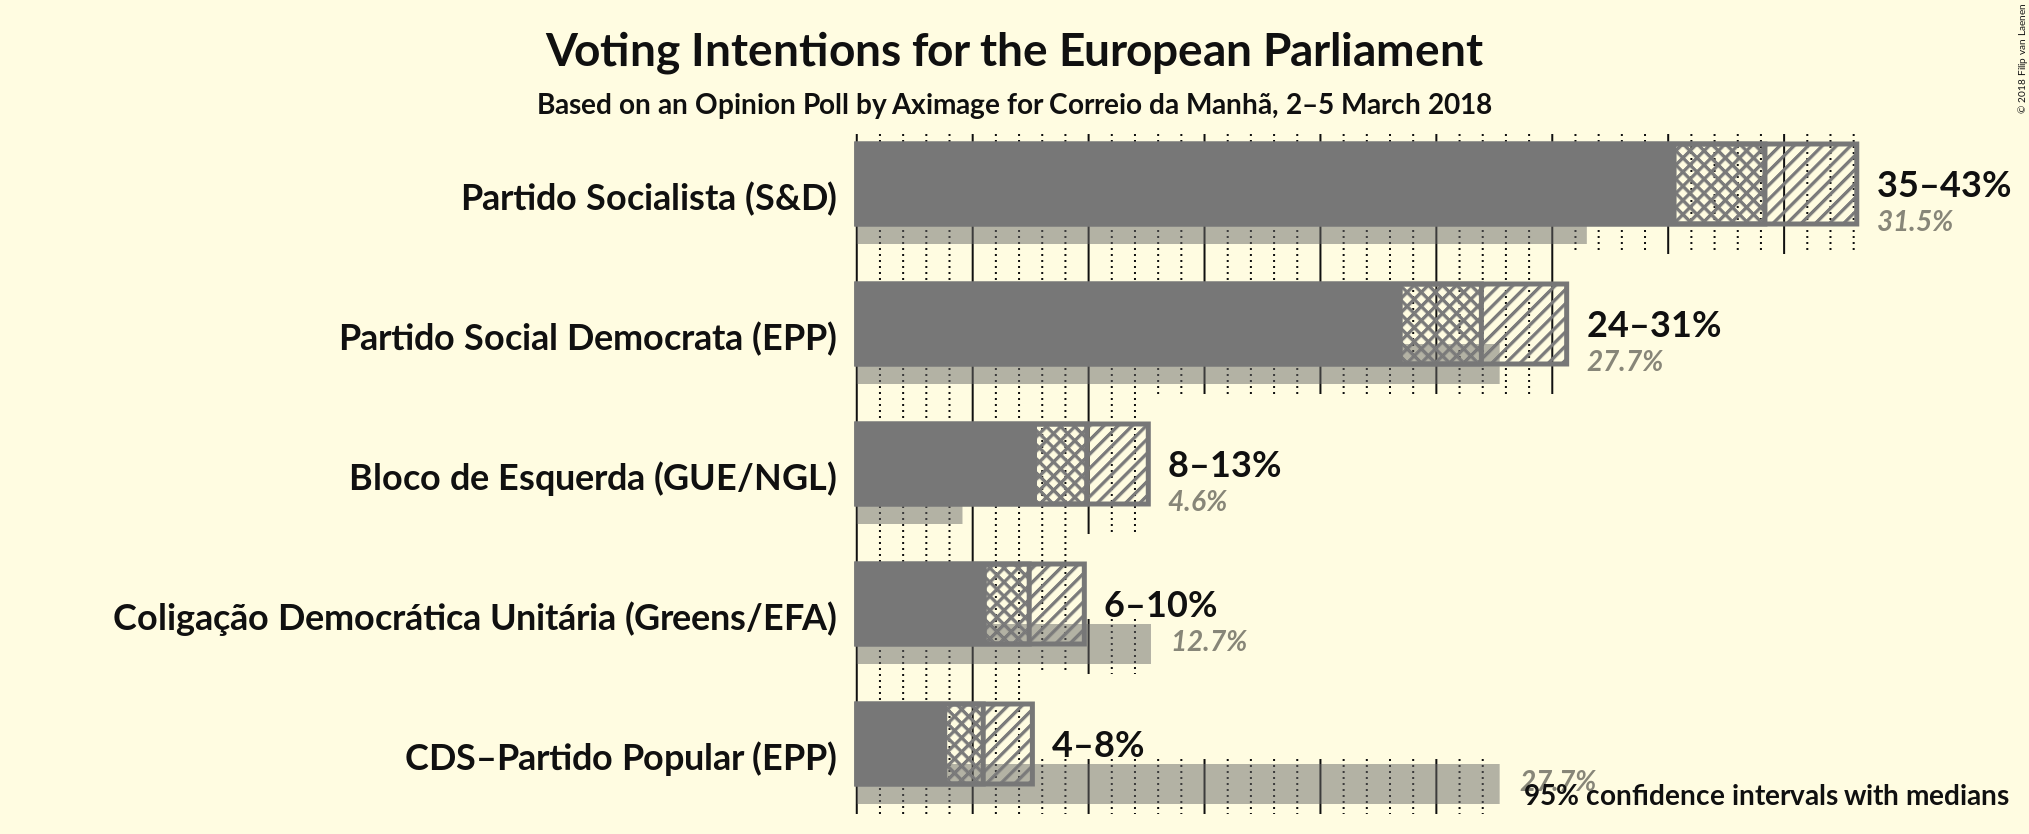 Voting Intentions for the European Parliament
Based on an Opinion Poll by Aximage for Correio da Manhã, 2–5 March 2018
© 2018 Filip van Laenen
Partido Socialista (S&D)
35–43%
31.5%
Partido Social Democrata (EPP)
24–31%
27.7%
Bloco de Esquerda (GUE/NGL)
8–13%
4.6%
Coligação Democrática Unitária (Greens/EFA)
6–10%
12.7%
CDS–Partido Popular (EPP)
4–8%
27.7%
95% confidence intervals with medians